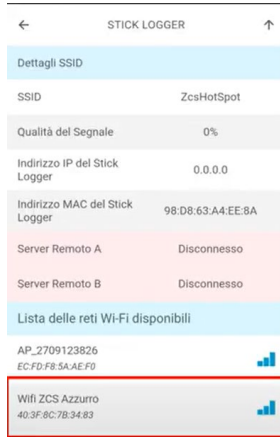 STICK LOGGER
Dettagli SSID
SSID ZcsHotSpot
Qualità del Segnale 0%
Indirizzo IP del Stick
Logger 0.0.0.0
Indirizzo MAC del Stick
Logger 98:D8:63:A4:EE:8A
Server Remoto A Disconnesso
Server Remoto B Disconnesso
Lista delle reti Wi-Fi disponibili
AP_2709123826
EC:FD:F8:5A:AE:F0
Wifi ZCS Azzurro
40:3F:8C:7B:34:83